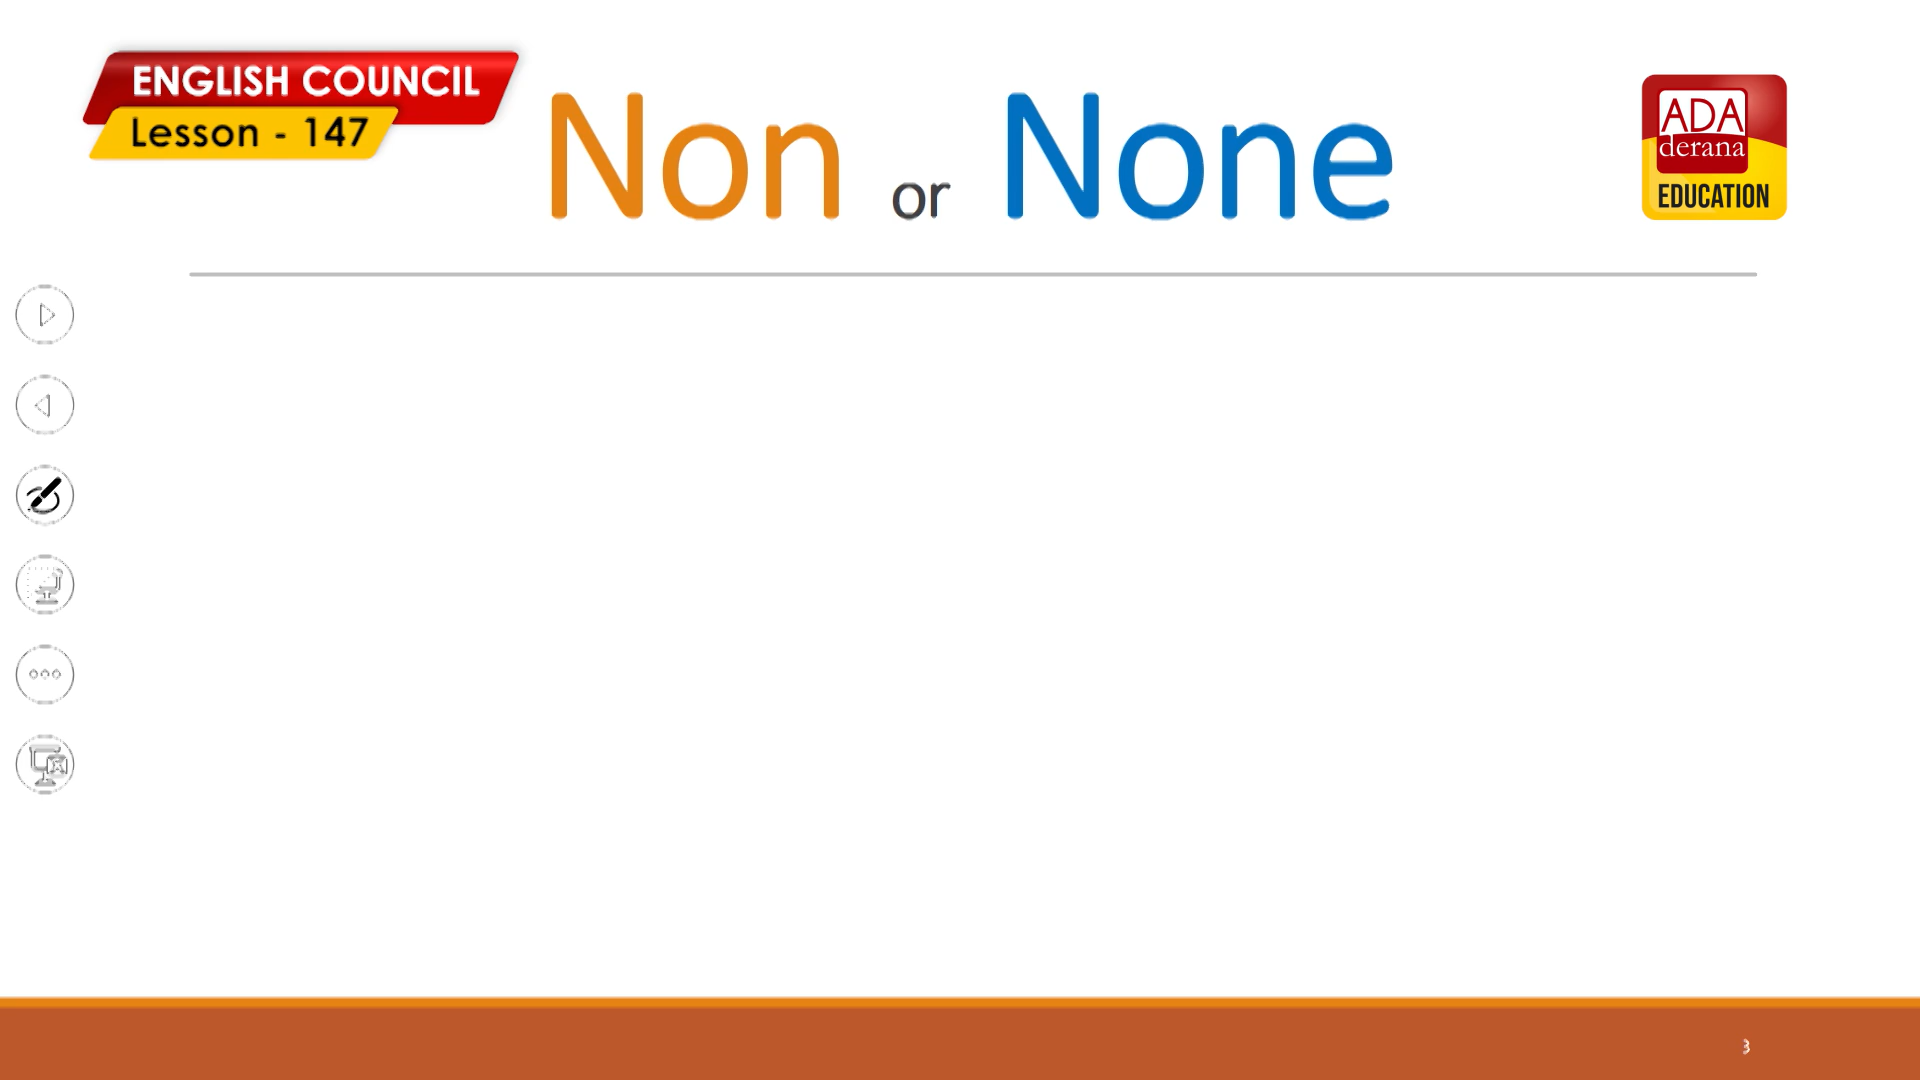 ENGLISH COUNCIL
Lesson - 147
Non or None
ADA
derana
EDUCATION
3